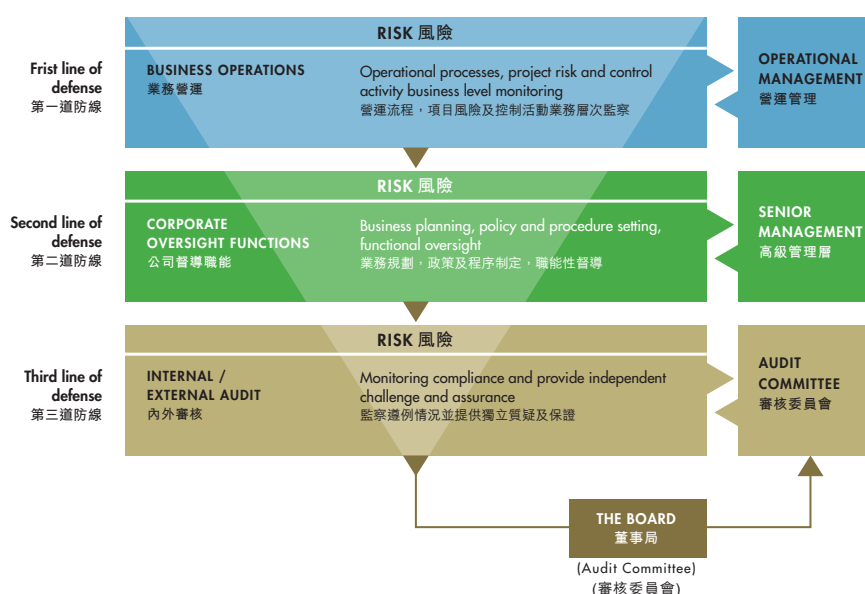 RISK 風險
Frist line of
defense
第一道防線
BUSINESS OPERATIONS
業務營運
Operational processes, project risk and control
activity business level monitoring
營運流程，項目風險及控制活動業務層次監察
OPERATIONAL
MANAGEMENT
營運管理
RISK 風險
Second line of
defense
第二道防線
CORPORATE
OVERSIGHT FUNCTIONS
公司督導職能
Business planning, policy and procedure setting,
functional oversight
業務規劃，政策及程序制定，職能性督導
SENIOR
MANAGEMENT
高級管理層
RISK 風險
Third line of
defense
第三道防線
INTERNAL /
EXTERNAL AUDIT
內外審核
Monitoring compliance and provide independent
challenge and assurance
監察遵例情況並提供獨立質疑及保證
AUDIT
COMMITTEE
審核委員會
THE BOARD
董事局
(Audit Committee)
(審核委員會)